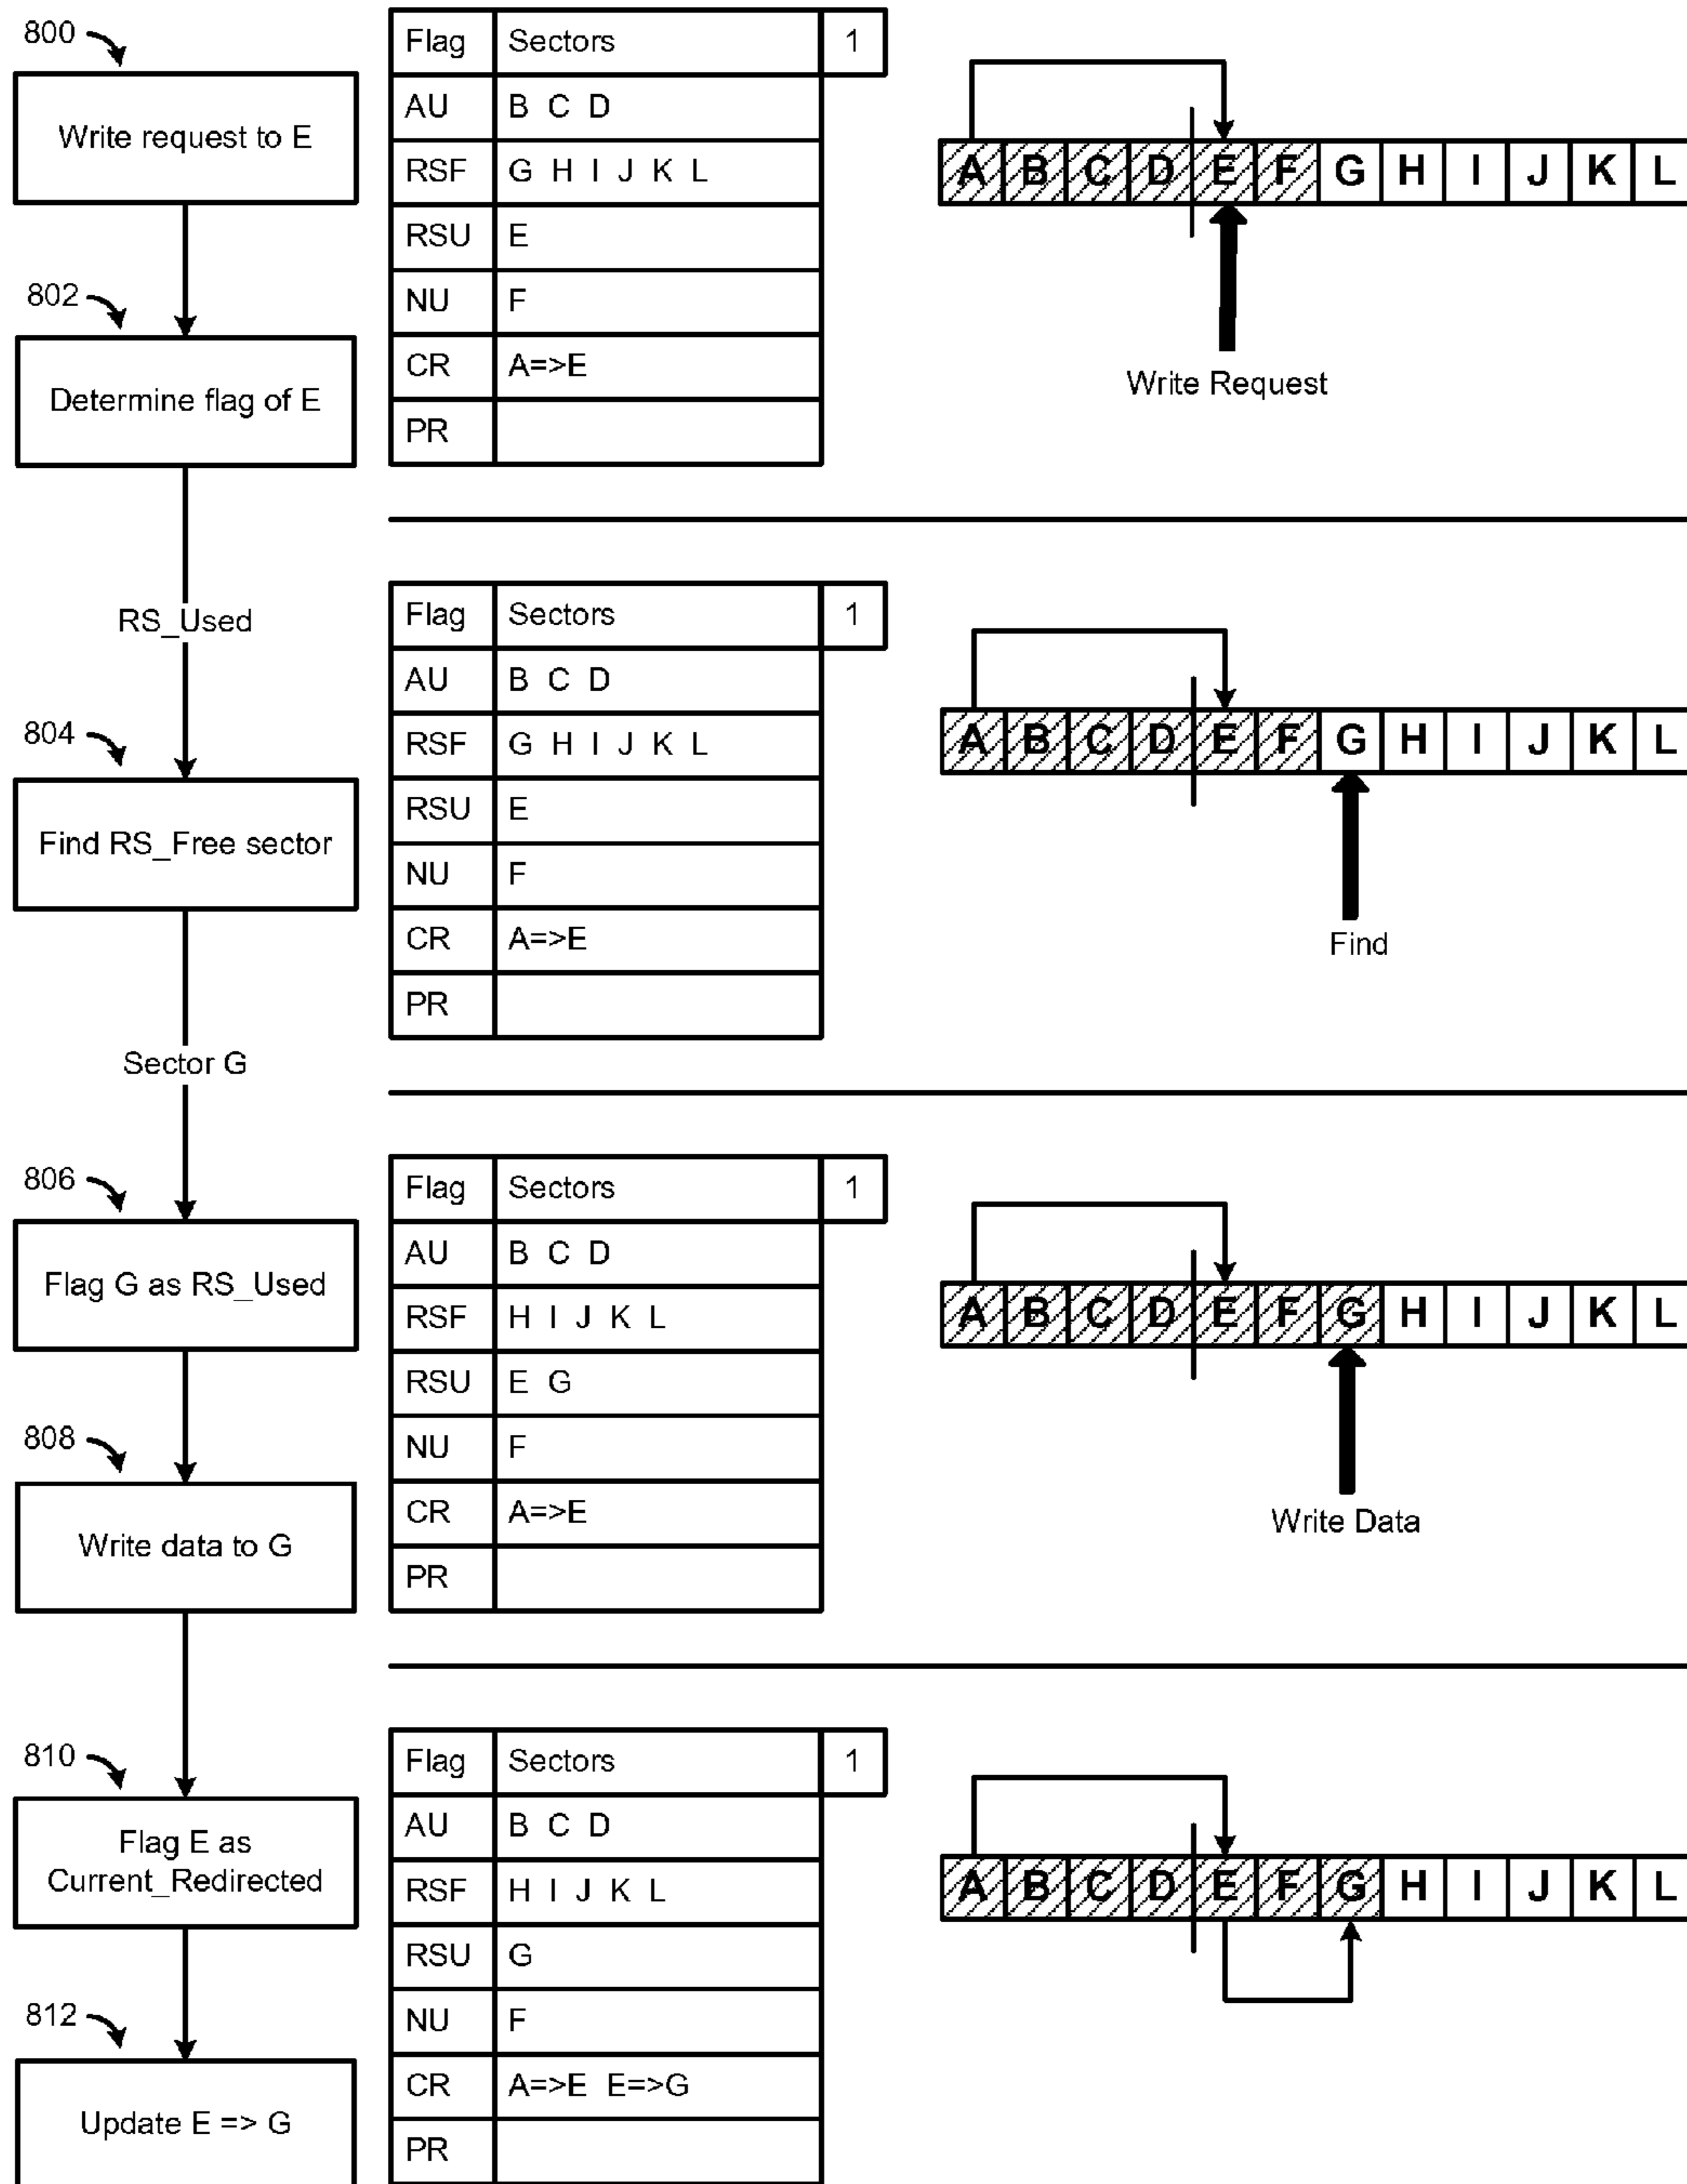 800
Write request to E
802
Determine flag of E
RS_Used
804
Find RS_Free sector
Sector G
806
Flag G as RS_Used
808
Write data to G
810
Flag E as
Current_Redirected
812
Update E => G
Flag Sectors 1
AU B C D
RSF G H I J K L
RSU E
NU F
CR A=>E
PR
A B C D E F G H I J K L
Write Request
Flag Sectors 1
AU B C D
RSF G H I J K L
RSU E
NU F
CR A=>E
PR
A B C D E F G H I J K L
Find
Flag Sectors 1
AU B C D
RSF H I J K L
RSU E G
NU F
CR A=>E
PR
A B C D E F G H I J K L
Write Data
Flag Sectors 1
AU B C D
RSF H I J K L
RSU G
NU F
CR A=>E E=>G
PR
A B C D E F G H I J K L